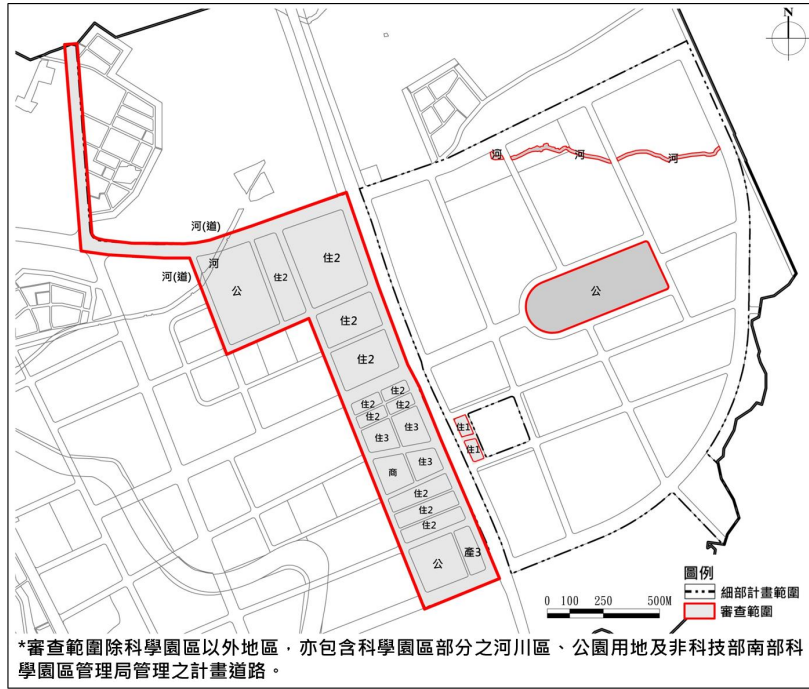 N
河
河
河
河(道)
河
河(道)
住2
住2
公
公
住2
住2
住2
住2
住2
住2
住1
住3
住3
住1
商
住3
住2
住2
住2
公
產3
圖例
細部計畫範圍
審查範圍
0 100 250 500M
*審查範圍除科學園區以外地區，亦包含科學園區部分之河川區、公園用地及非科技部南部科
學園區管理局管理之計畫道路。